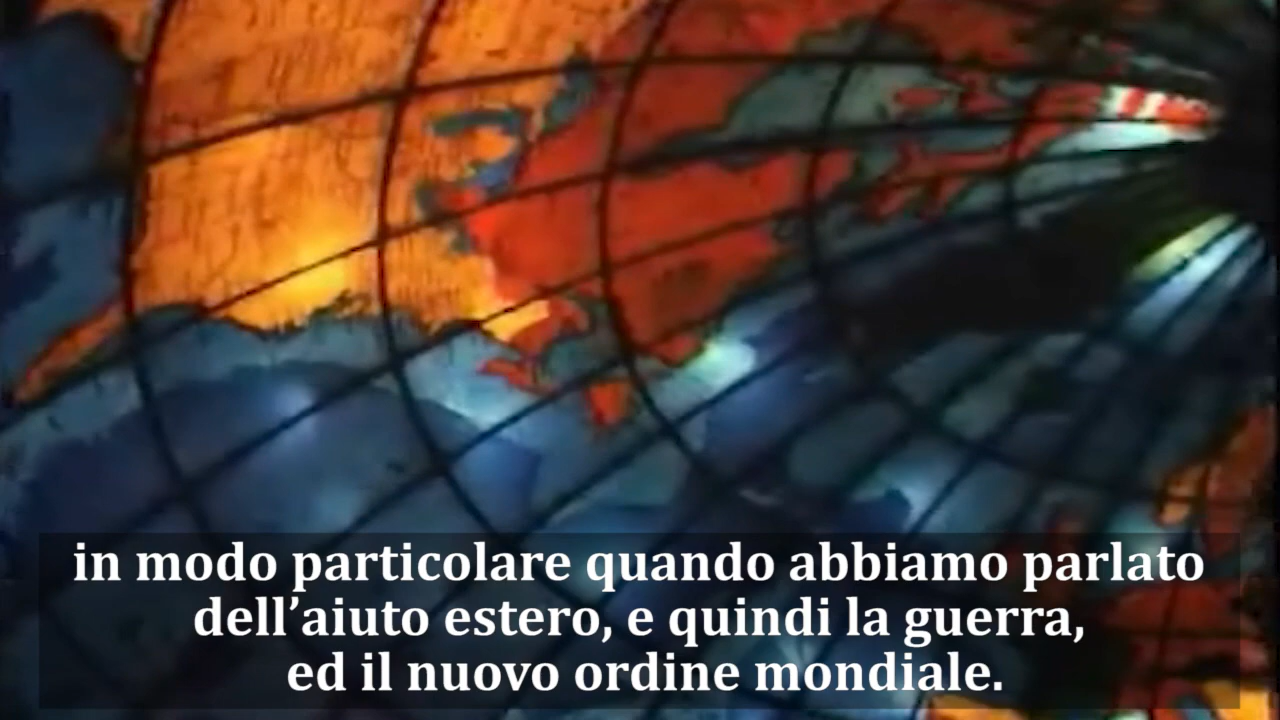 in modo particolare quando abbiamo parlato
dell’aiuto estero, e quindi la guerra,
ed il nuovo ordine mondiale.